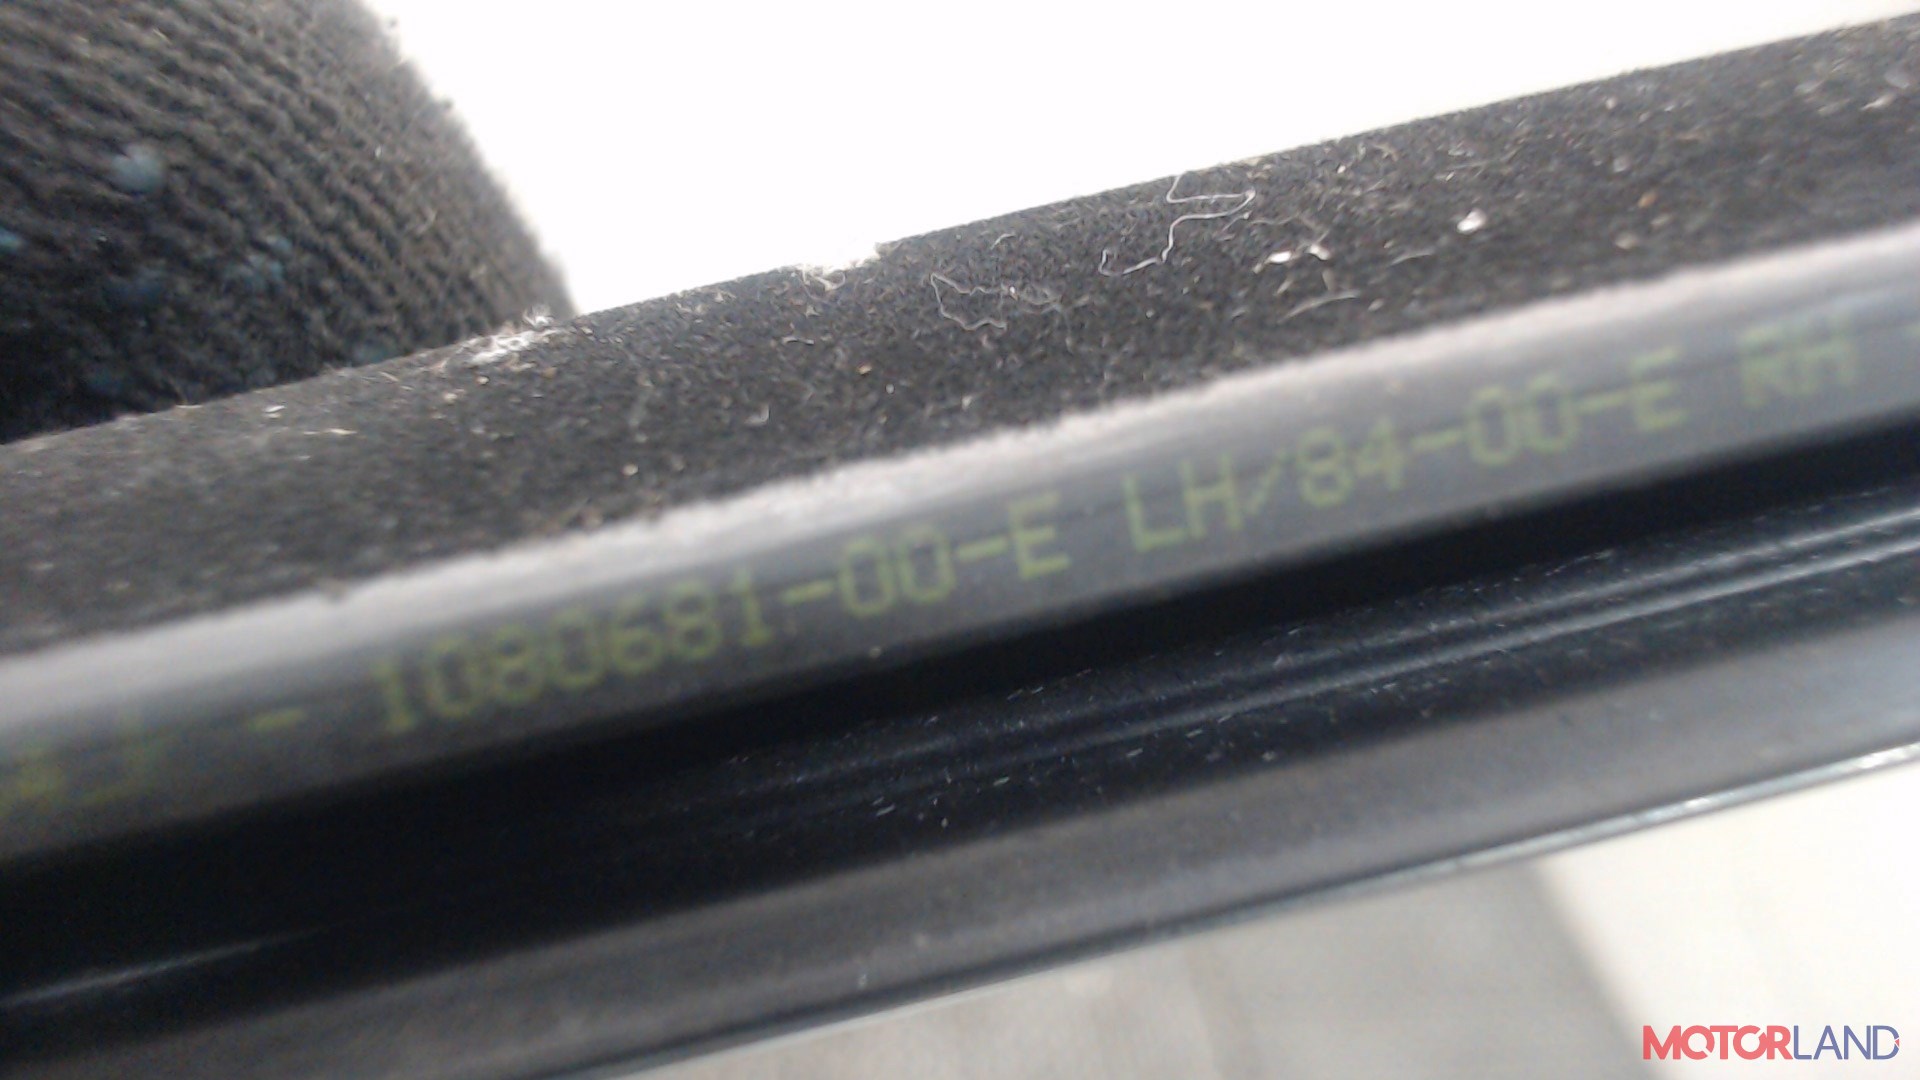 - 1080681-00-E LH/84-00-E RH -
MOTORLAND